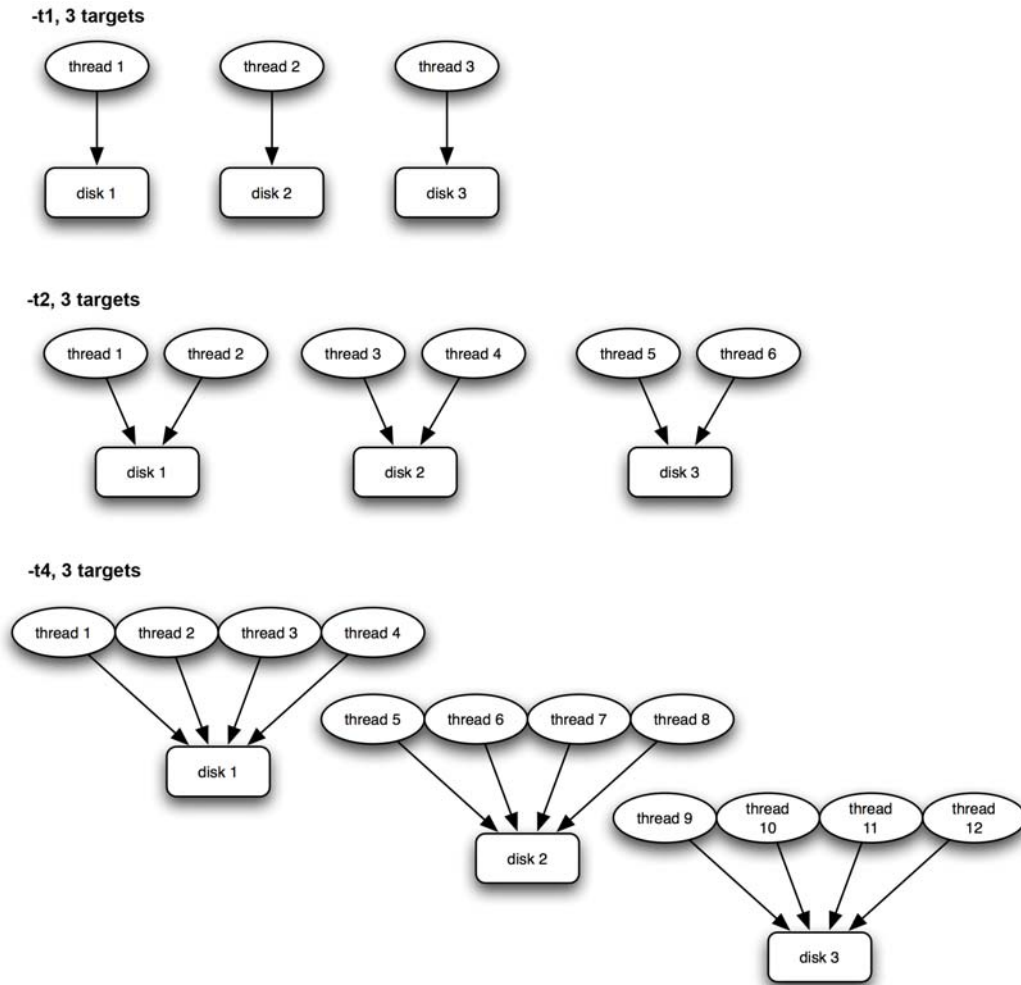 -t1, 3 targets
thread 1
thread 2
thread 3
disk 1
disk 2
disk 3
-t2, 3 targets
thread 1
thread 2
thread 3
thread 4
thread 5
thread 6
disk 1
disk 2
disk 3
-t4, 3 targets
thread 1
thread 2
thread 3
thread 4
disk 1
thread 5
thread 6
thread 7
thread 8
disk 2
thread 9
thread
10
thread
11
thread
12
disk 3